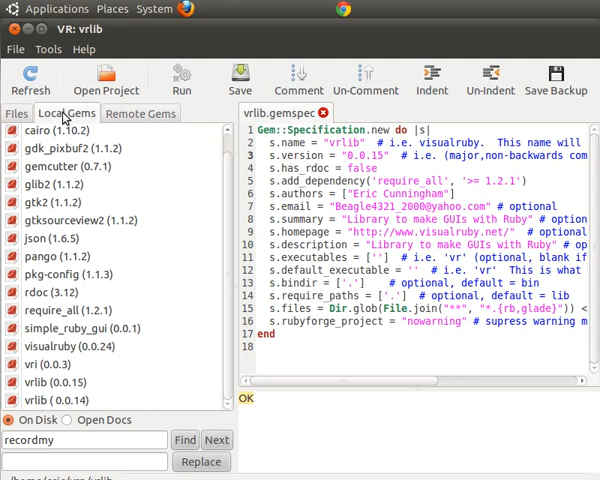 Applications Places System
VR: vrlib
File Tools Help
Refresh Open Project Run Save Comment Un-Comment Indent Un-Indent Save Backup
Files Local Gems Remote Gems
vrlib.gemspec
cairo (1.10.2)
gdk_pixbuf2 (1.1.2)
gemcutter (0.7.1)
glib2 (1.1.2)
gtk2 (1.1.2)
gtksourceview2 (1.1.2)
json (1.6.5)
pango (1.1.2)
pkg-config (1.1.3)
rdoc (3.12)
require_all (1.2.1)
simple_ruby_gui (0.0.1)
visualruby (0.0.24)
vri (0.0.3)
vrlib (0.0.15)
vrlib ( 0.0.14)
1 Gem::Specification.new do |s|
2 s.name = "vrlib" # i.e. visualruby. This name will
3 s.version = "0.0.15" # i.e. (major,non-backwards com
4 s.has_rdoc = false
5 s.add_dependency('require_all', '>= 1.2.1')
6 s.authors = ["Eric Cunningham"]
7 s.email = "Beagle4321_2000@yahoo.com" # optional
8 s.summary = "Library to make GUIs with Ruby" # option
9 s.homepage = "http://www.visualruby.net/" # optional
10 s.description = "Library to make GUIs with Ruby" # op
11 s.executables = [''] # i.e. 'vr' (optional, blank if
12 s.default_executable = '' # i.e. 'vr' This is what
13 s.bindir = ['.'] # optional, default = bin
14 s.require_paths = ['.'] # optional, default = lib
15 s.files = Dir.glob(File.join("**", "*.{rb,glade}")) <
16 s.rubyforge_project = "nowarning" # supress warning m
17 end
18
OK
On Disk Open Docs
recordmy Find Next
Replace